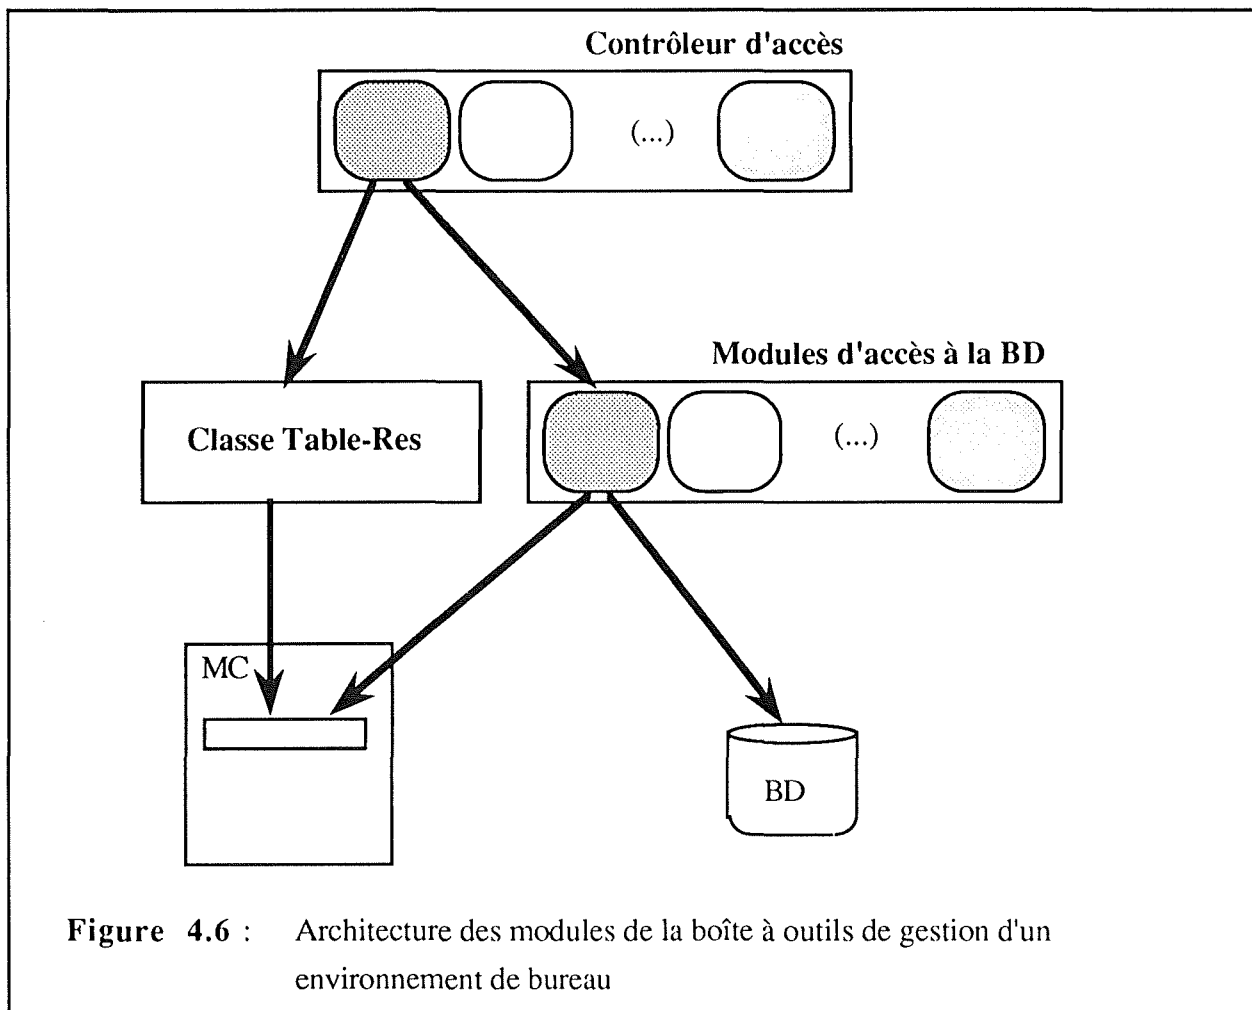 Contrôleur d'accès
(...)
Modules d'accès à la BD
Classe Table-Res
(...)
MC
BD
Figure 4.6 : Architecture des modules de la boîte à outils de gestion d'un
environnement de bureau